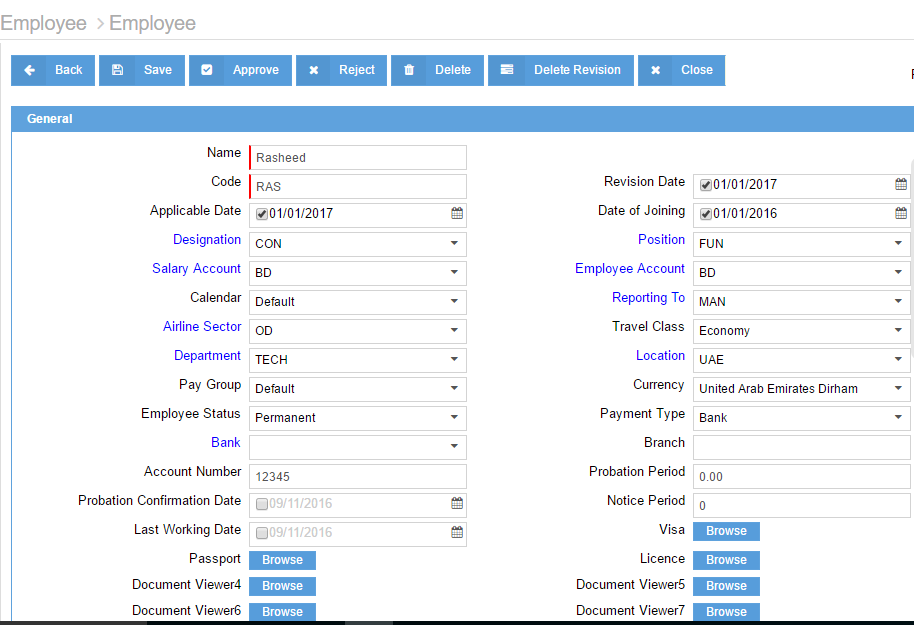 Employee > Employee
Back Save Approve Reject Delete Delete Revision Close
General
Name Rasheed
Code RAS Revision Date 01/01/2017
Applicable Date 01/01/2017 Date of Joining 01/01/2016
Designation CON Position FUN
Salary Account BD Employee Account BD
Calendar Default Reporting To MAN
Airline Sector OD Travel Class Economy
Department TECH Location UAE
Pay Group Default Currency United Arab Emirates Dirham
Employee Status Permanent Payment Type Bank
Bank Branch
Account Number 12345 Probation Period 0.00
Probation Confirmation Date 09/11/2016 Notice Period 0
Last Working Date 09/11/2016 Visa Browse
Passport Browse Licence Browse
Document Viewer4 Browse Document Viewer5 Browse
Document Viewer6 Browse Document Viewer7 Browse